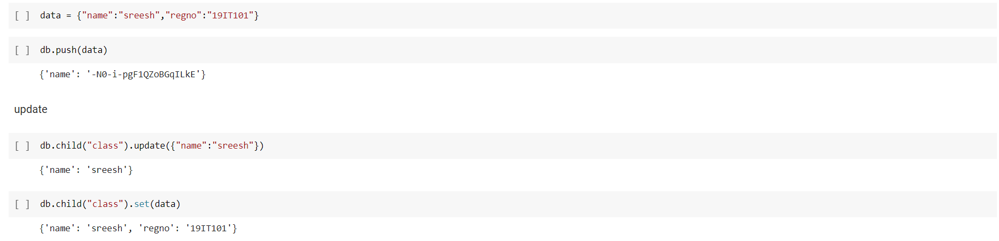 [ ] data = {"name":"sreesh","regno":"19IT101"}
[ ] db.push(data)
{'name': '-N0-i-pgF1QZoBGqILkE'}
update
[ ] db.child("class").update({"name":"sreesh"})
{'name': 'sreesh'}
[ ] db.child("class").set(data)
{'name': 'sreesh', 'regno': '19IT101'}